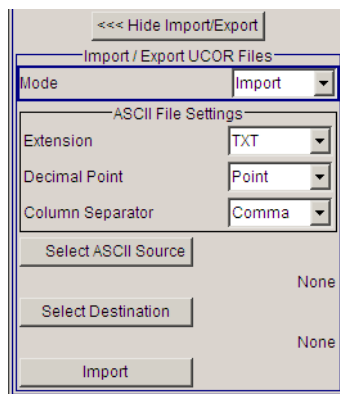 <<< Hide Import/Export
Import / Export UCOR Files
Mode Import
ASCII File Settings
Extension TXT
Decimal Point Point
Column Separator Comma
Select ASCII Source
None
Select Destination
None
Import